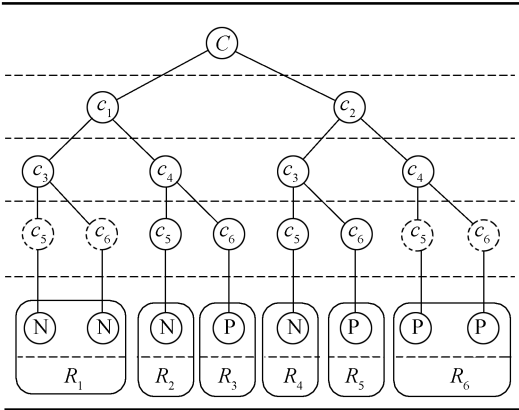 C
c₁ c₂
c₃ c₄ c₃ c₄
c₅ c₆ c₅ c₆ c₅ c₆ c₅ c₆
N N N P N P P P
R₁ R₂ R₃ R₄ R₅ R₆